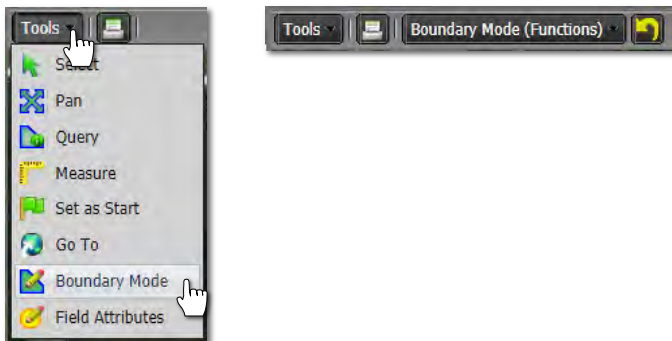 Tools
Select
Pan
Query
Measure
Set as Start
Go To
Boundary Mode
Field Attributes
Tools Boundary Mode (Functions)